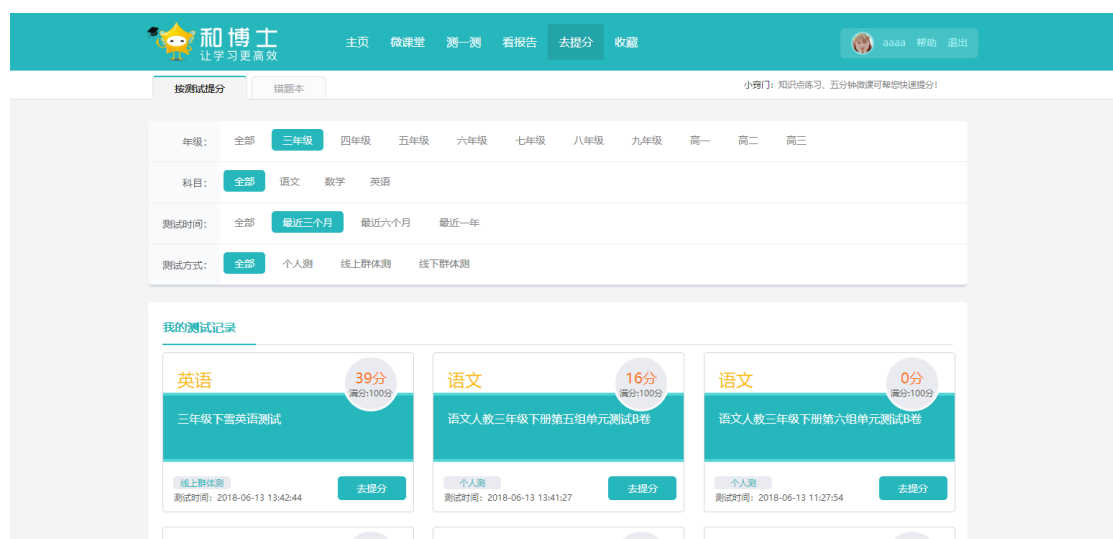 和博士
让学习更高效
主页 微课堂 测一测 看报告 去提分 收藏
aaaa 帮助 退出
按测试提分 错题本
小窍门：知识点练习、五分钟微课可帮您快速提分！
年级： 全部 三年级 四年级 五年级 六年级 七年级 八年级 九年级 高一 高二 高三
科目： 全部 语文 数学 英语
测试时间： 全部 最近三个月 最近六个月 最近一年
测试方式： 全部 个人测 线上群体测 线下群体测
我的测试记录
英语 39分
满分:100分
三年级下雪英语测试
线上群体测
测试时间：2018-06-13 13:42:44
去提分
语文 16分
满分:100分
语文人教三年级下册第五组单元测试B卷
个人测
测试时间：2018-06-13 13:41:27
去提分
语文 0分
满分:100分
语文人教三年级下册第六组单元测试B卷
个人测
测试时间：2018-06-13 11:27:54
去提分